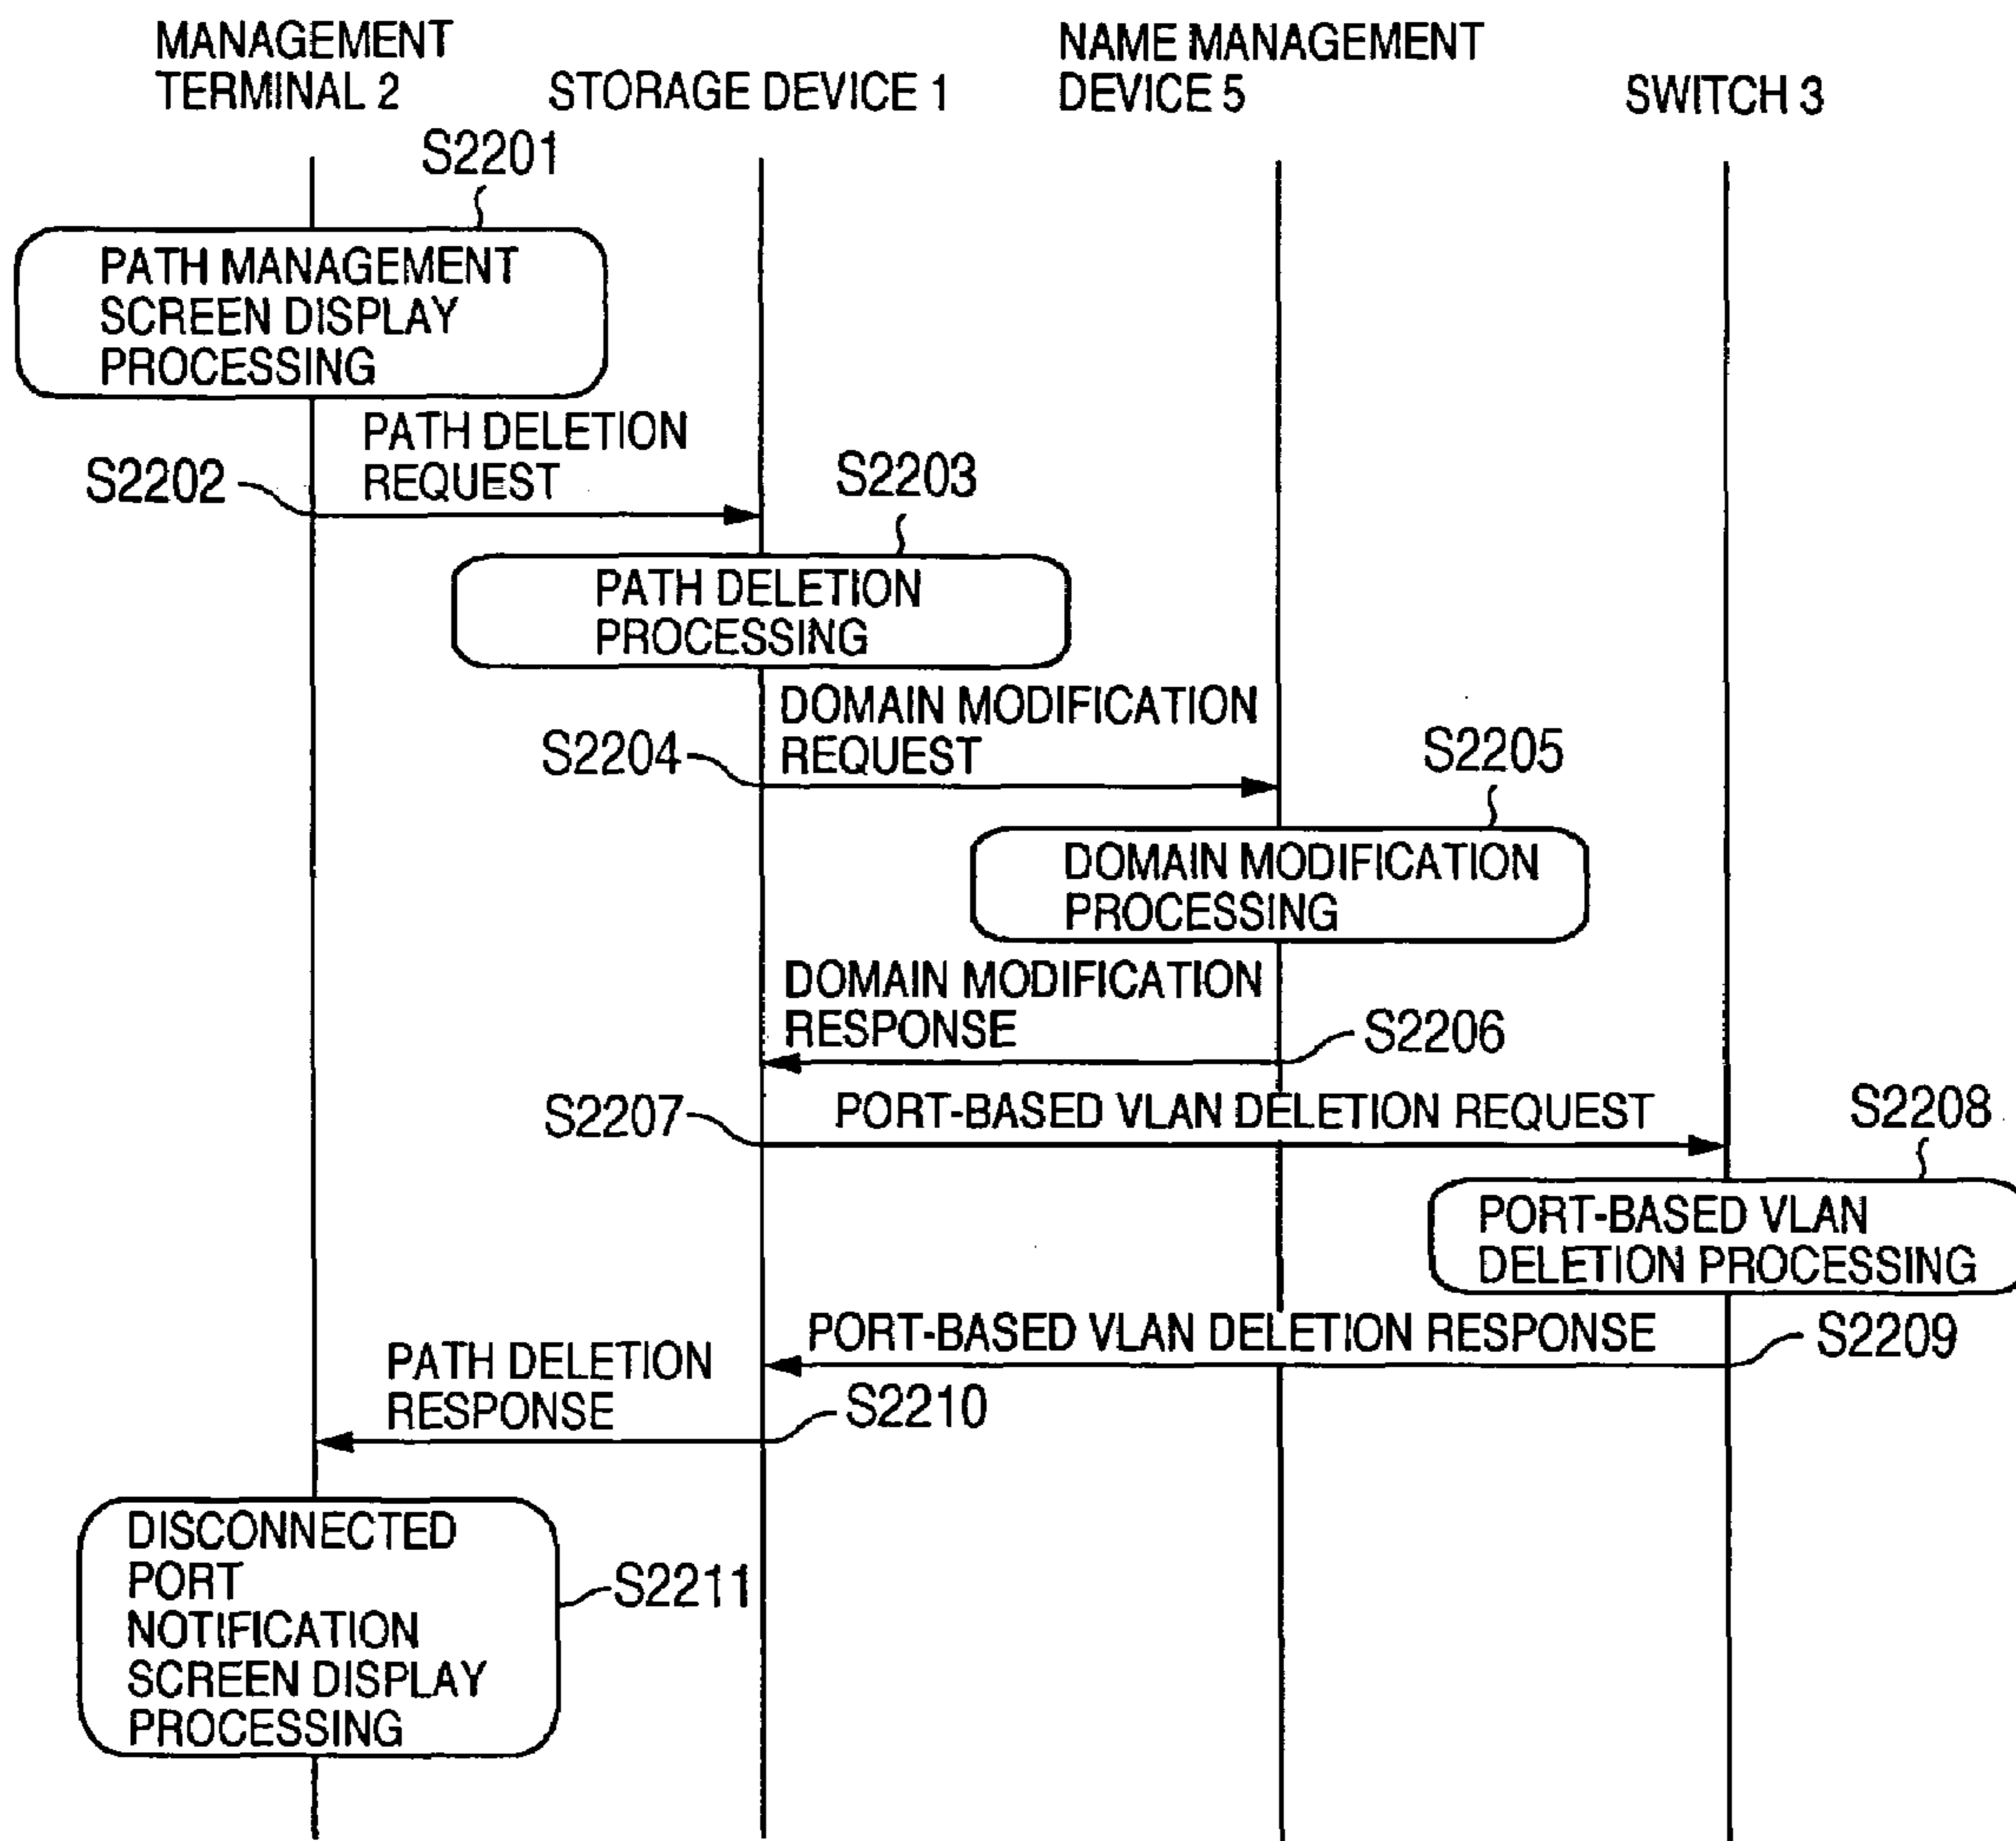 MANAGEMENT
TERMINAL 2
STORAGE DEVICE 1
NAME MANAGEMENT
DEVICE 5
SWITCH 3
S2201
PATH MANAGEMENT
SCREEN DISPLAY
PROCESSING
PATH DELETION
REQUEST
S2202
S2203
PATH DELETION
PROCESSING
DOMAIN MODIFICATION
REQUEST
S2204
S2205
DOMAIN MODIFICATION
PROCESSING
DOMAIN MODIFICATION
RESPONSE
S2206
S2207
PORT-BASED VLAN DELETION REQUEST
S2208
PORT-BASED VLAN
DELETION PROCESSING
PORT-BASED VLAN DELETION RESPONSE
S2209
PATH DELETION
RESPONSE
S2210
DISCONNECTED
PORT
NOTIFICATION
SCREEN DISPLAY
PROCESSING
S2211